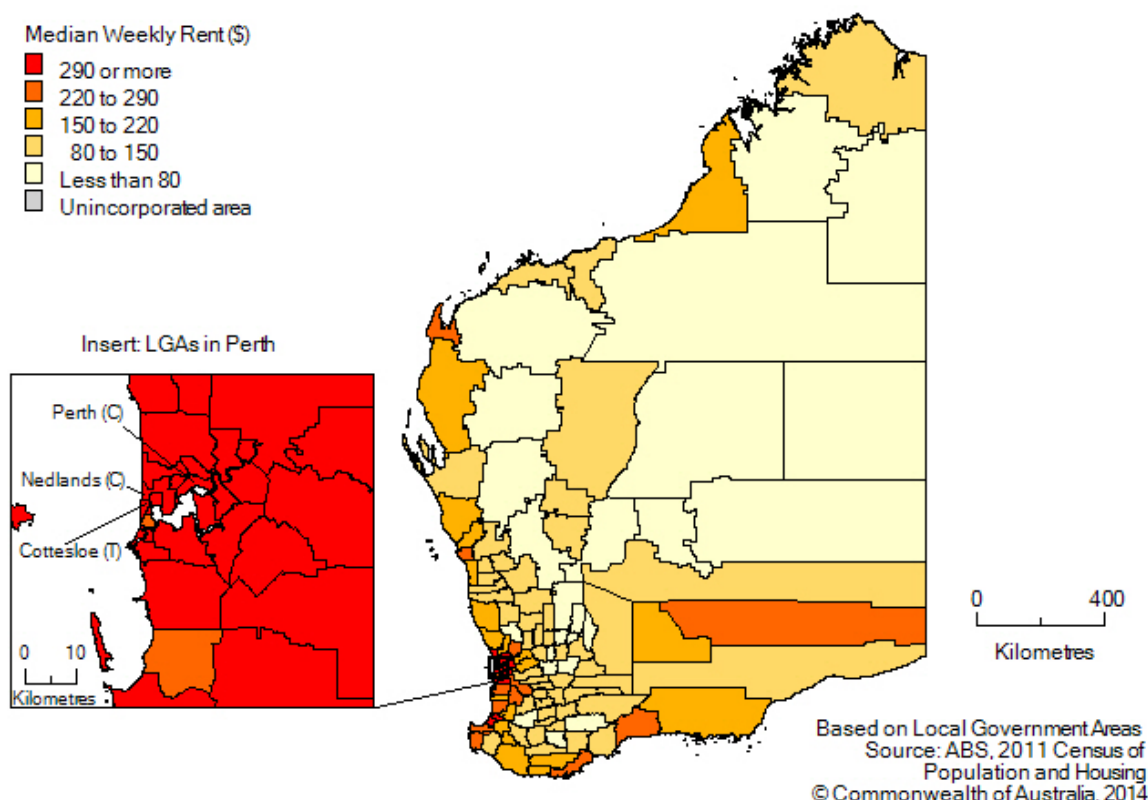 Median Weekly Rent ($)
290 or more
220 to 290
150 to 220
80 to 150
Less than 80
Unincorporated area
Insert: LGAs in Perth
Perth (C)
Nedlands (C)
Cottesloe (T)
0 10
Kilometres
0 400
Kilometres
Based on Local Government Areas
Source: ABS, 2011 Census of
Population and Housing
© Commonwealth of Australia, 2014